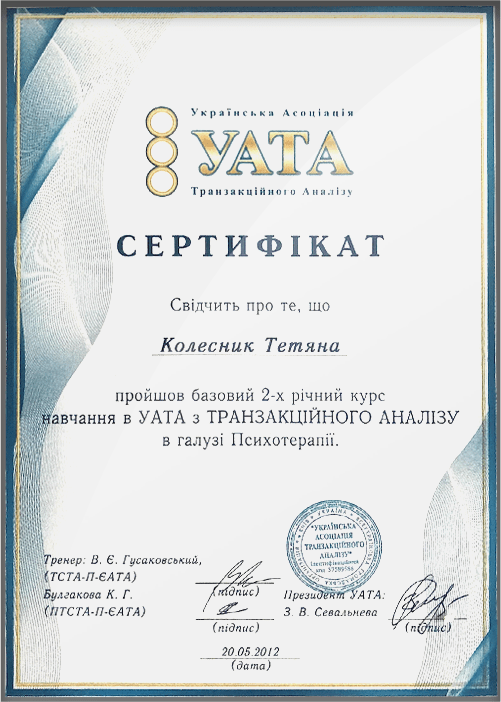 Українська Асоціація
УАТА
Транзакційного Аналізу
СЕРТИФІКАТ
Свідчить про те, що
Колесник Тетяна
пройшов базовий 2-х річний курс
навчання в УАТА з ТРАНЗАКЦІЙНОГО АНАЛІЗУ
в галузі Психотерапії.
Тренер: В. Є. Гусаковський,
(ТСТА-П-ЄАТА)
(підпис)
Булгакова К. Г.
(ПТСТА-П-ЄАТА)
(підпис)
Президент УАТА:
З. В. Севальнева
(підпис)
20.05.2012
(дата)
УКРАЇНА
"УКРАЇНСЬКА
АСОЦІАЦІЯ
ТРАНЗАКЦІЙНОГО
АНАЛІЗУ"